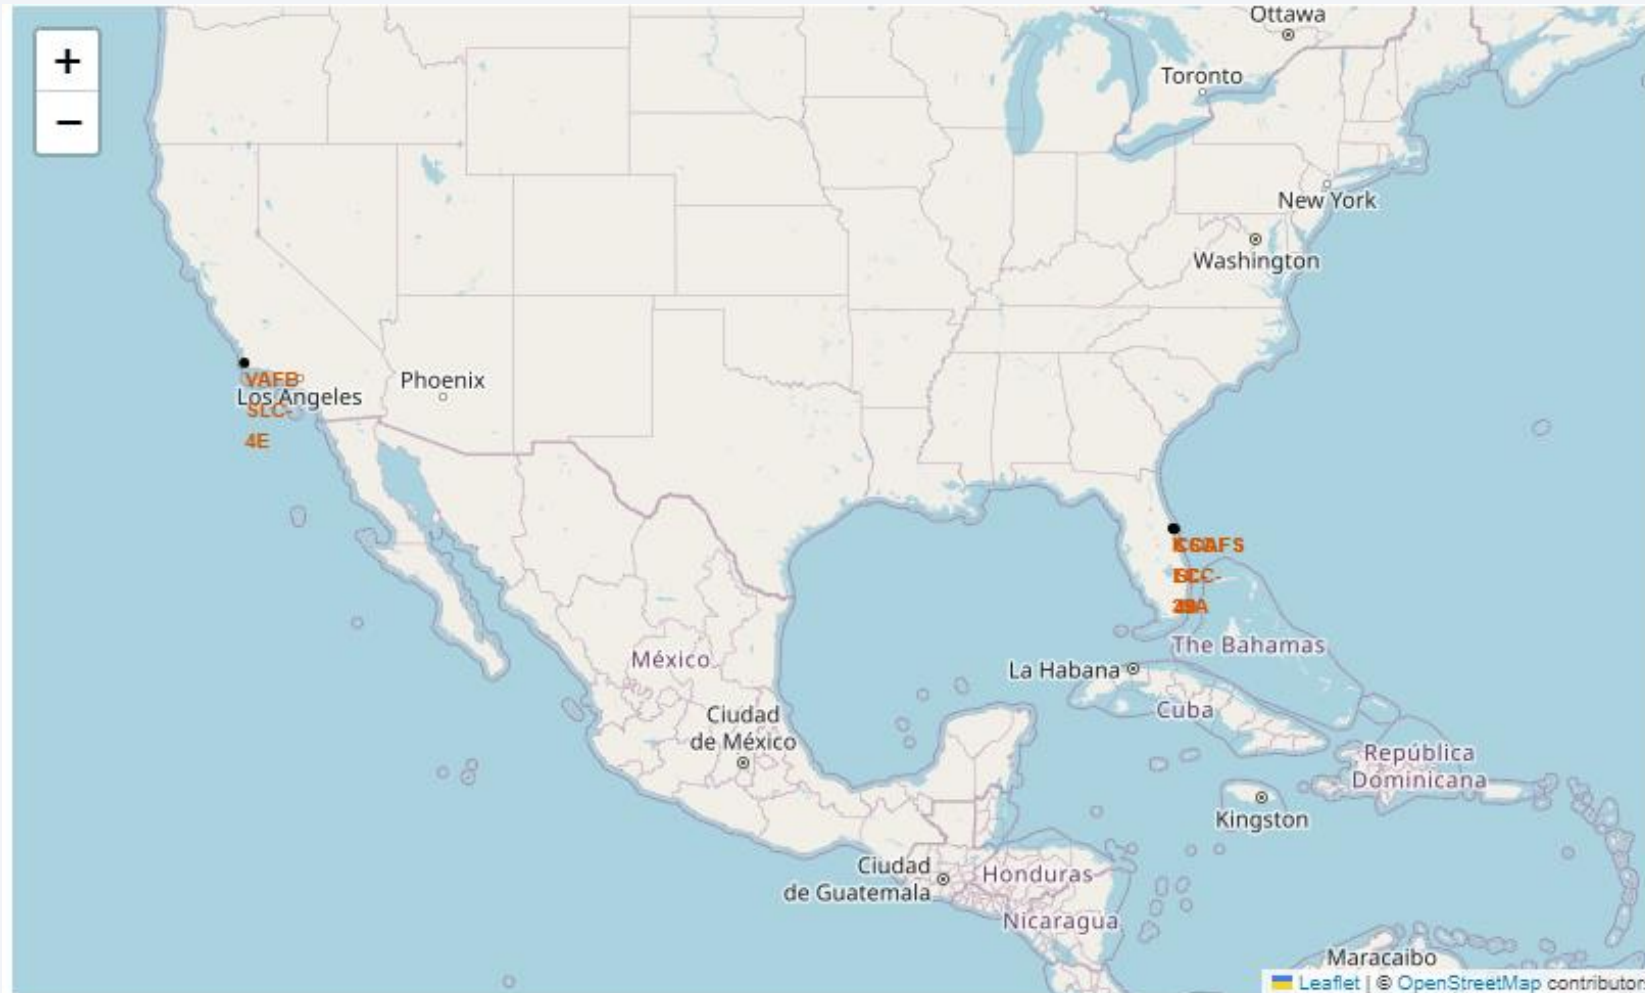 +
−
Ottawa
Toronto
New York
Washington
VAFB
Los Angeles
SLC-
4E
Phoenix
The Bahamas
La Habana
Cuba
México
Ciudad
de México
República
Dominicana
Kingston
Ciudad
de Guatemala
Honduras
Nicaragua
Maracaibo
Leaflet | © OpenStreetMap contributor